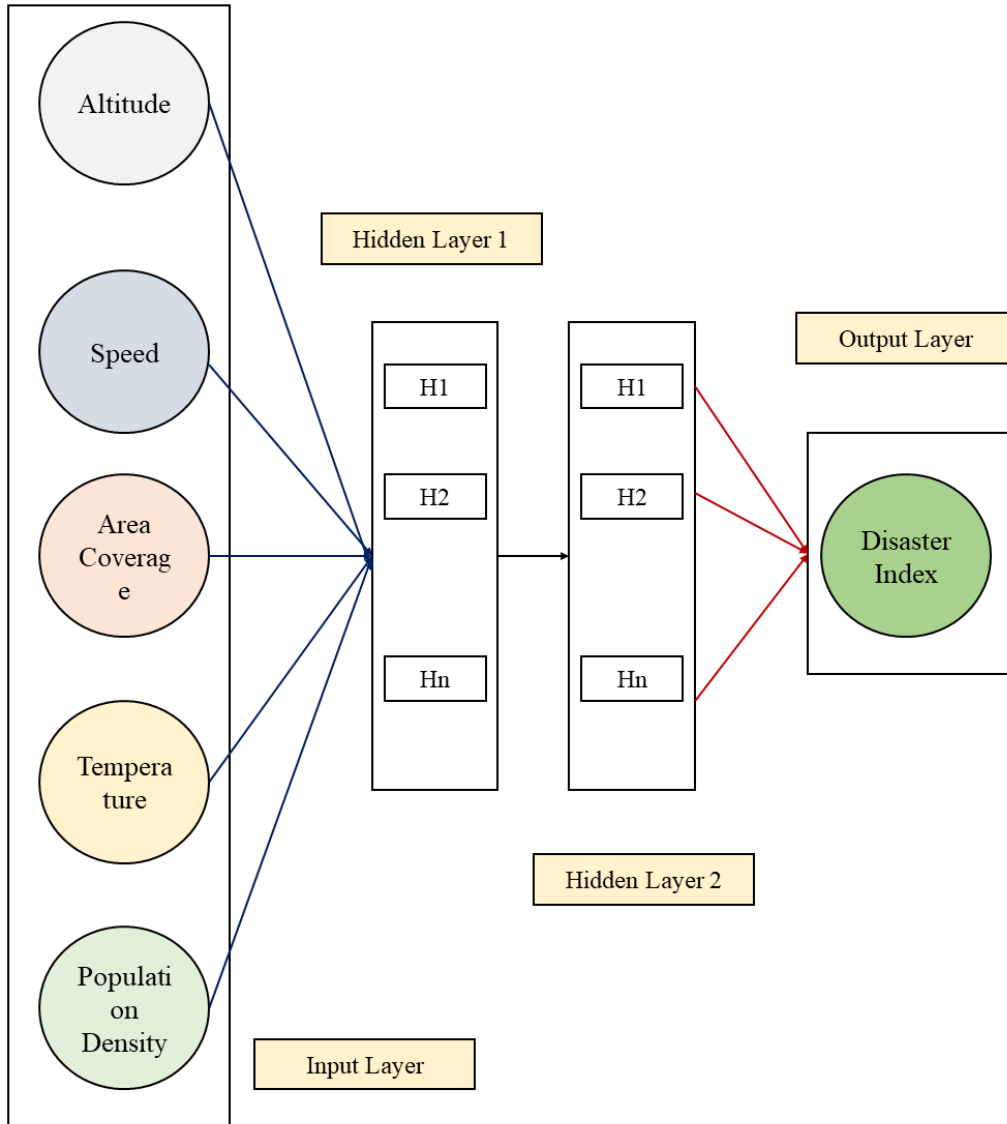 Altitude
Speed
Area
Coverag
e
Tempera
ture
Populati
on
Density
Input Layer
Hidden Layer 1
H1
H2
Hn
H1
H2
Hn
Hidden Layer 2
Output Layer
Disaster
Index